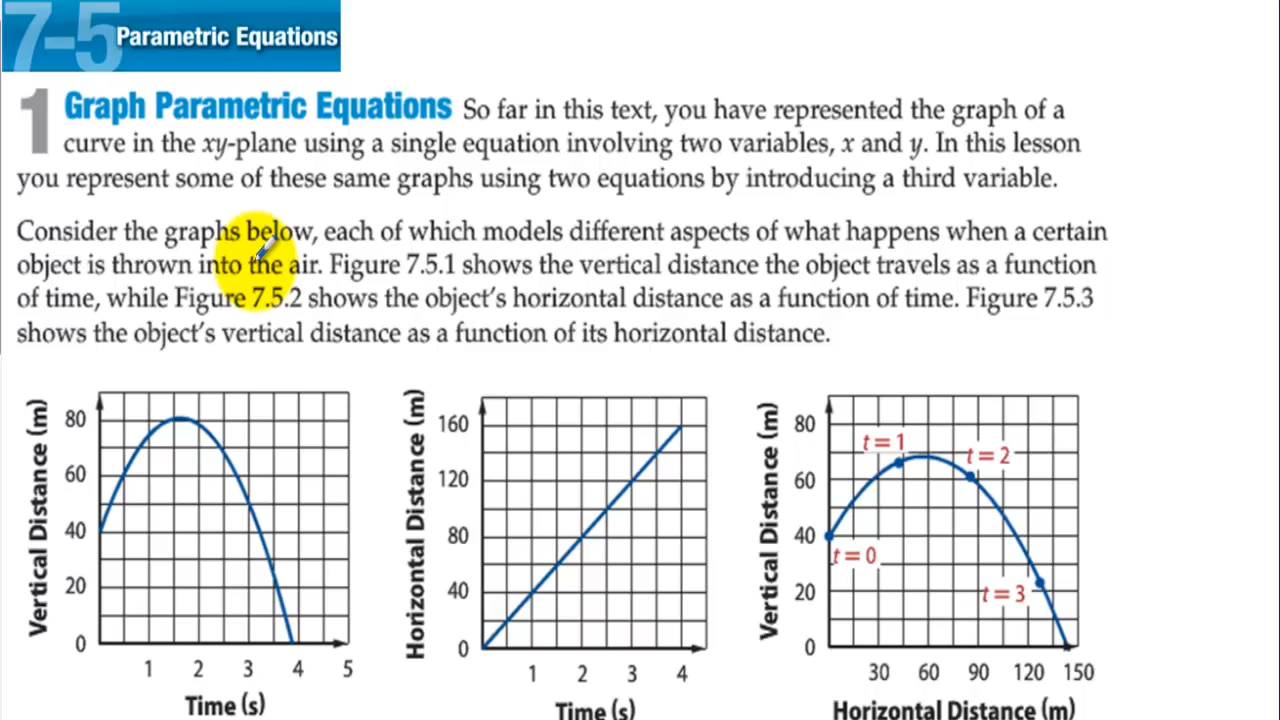 7-5 Parametric Equations
1 Graph Parametric Equations So far in this text, you have represented the graph of a
curve in the xy-plane using a single equation involving two variables, x and y. In this lesson
you represent some of these same graphs using two equations by introducing a third variable.
Consider the graphs below, each of which models different aspects of what happens when a certain
object is thrown into the air. Figure 7.5.1 shows the vertical distance the object travels as a function
of time, while Figure 7.5.2 shows the object's horizontal distance as a function of time. Figure 7.5.3
shows the object's vertical distance as a function of its horizontal distance.
Vertical Distance (m)
80
60
40
20
0
1 2 3 4 5
Time (s)
Horizontal Distance (m)
160
120
80
40
0
1 2 3 4
Time (s)
Vertical Distance (m)
80
60
40
20
0
t = 1
t = 2
t = 0
t = 3
30 60 90 120 150
Horizontal Distance (m)